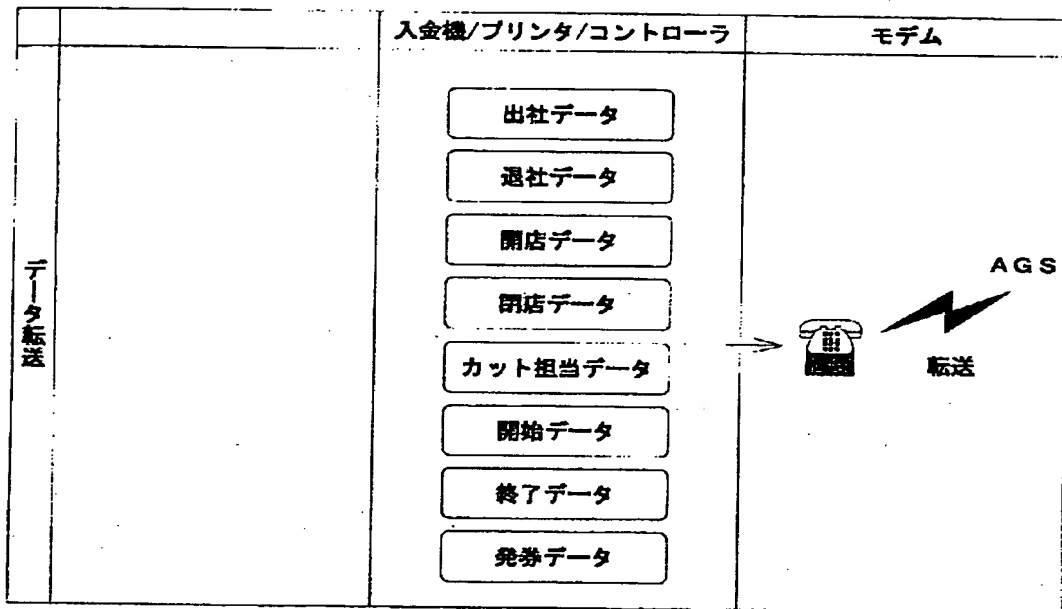 入金機/プリンタ/コントローラ
モデム
データ転送
出社データ
退社データ
開店データ
閉店データ
カット担当データ
開始データ
終了データ
発券データ
AGS
転送